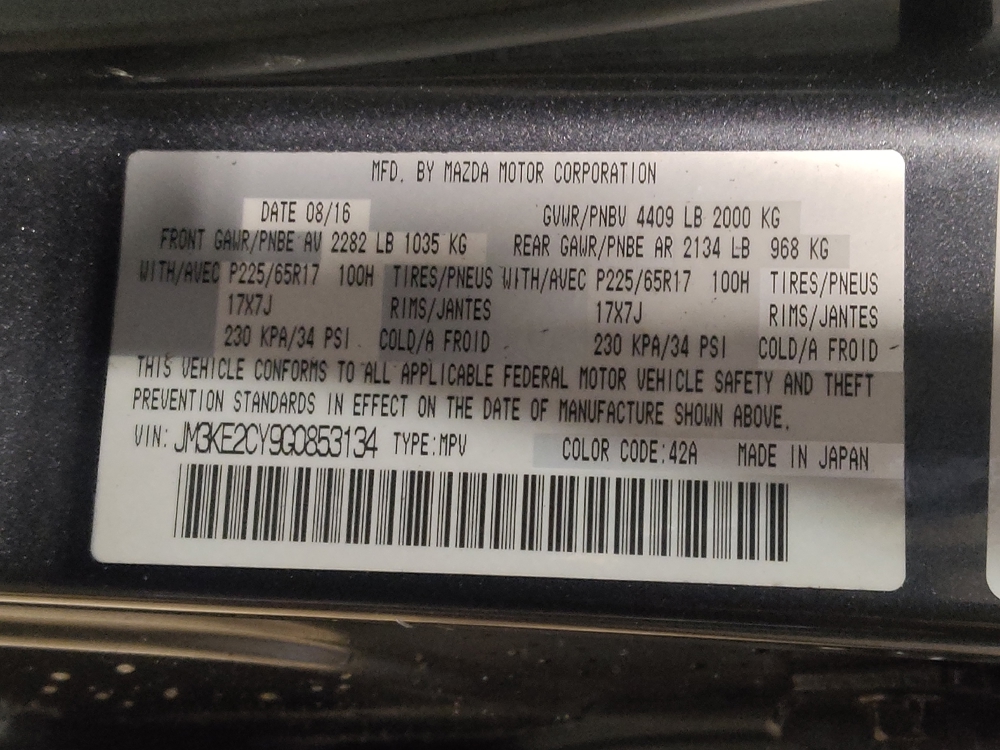 MFD. BY MAZDA MOTOR CORPORATION
DATE 08/16 GVWR/PNBV 4409 LB 2000 KG
FRONT GAWR/PNBE AV 2282 LB 1035 KG REAR GAWR/PNBE AR 2134 LB 968 KG
WITH/AVEC P225/65R17 100H TIRES/PNEUS WITH/AVEC P225/65R17 100H TIRES/PNEUS
17X7J RIMS/JANTES 17X7J RIMS/JANTES
230 KPA/34 PSI COLD/A FROID 230 KPA/34 PSI COLD/A FROID
THIS VEHICLE CONFORMS TO ALL APPLICABLE FEDERAL MOTOR VEHICLE SAFETY AND THEFT
PREVENTION STANDARDS IN EFFECT ON THE DATE OF MANUFACTURE SHOWN ABOVE.
VIN: JM3KE2CY9G0853134 TYPE:MPV COLOR CODE:42A MADE IN JAPAN